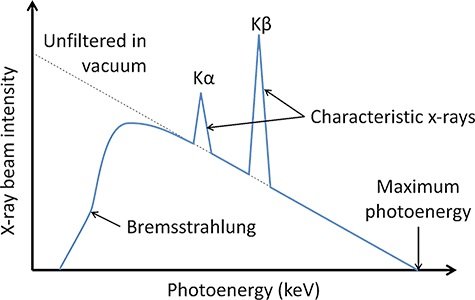 Kβ
Unfiltered in
vacuum
Kα
Characteristic x-rays
X-ray beam intensity
Maximum
photoenergy
Bremsstrahlung
Photoenergy (keV)